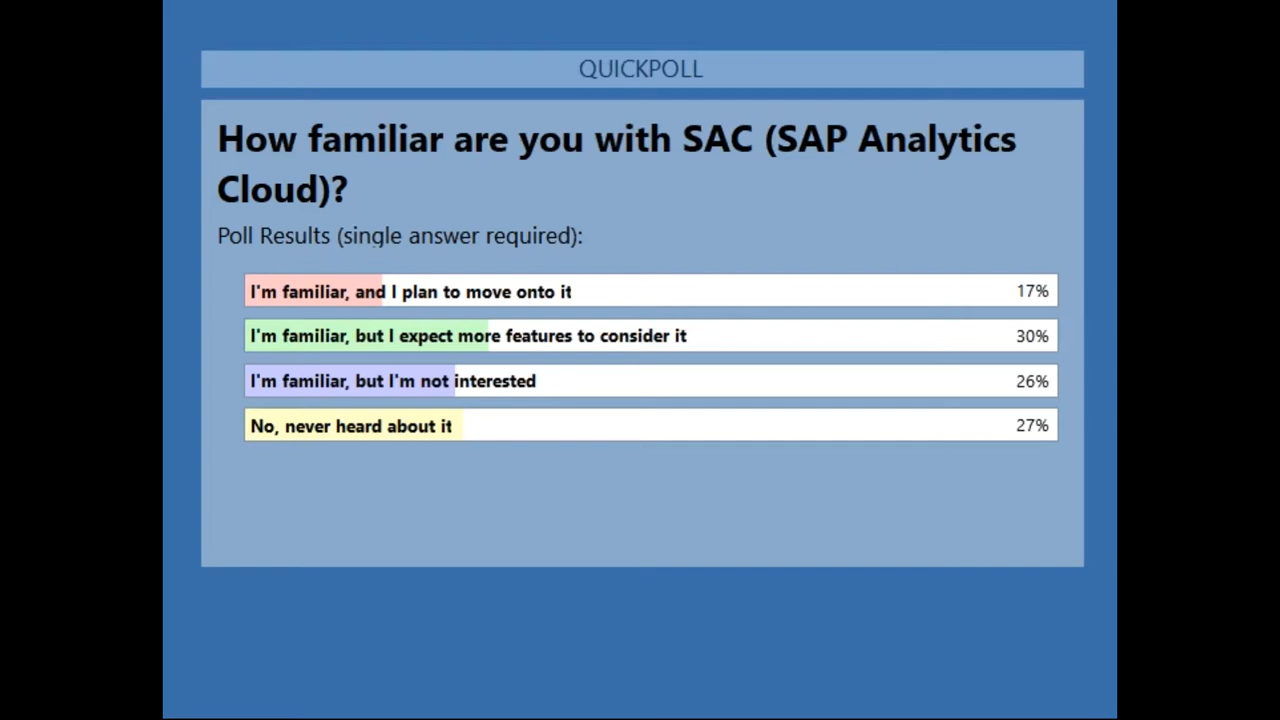 QUICKPOLL
How familiar are you with SAC (SAP Analytics
Cloud)?
Poll Results (single answer required):
I'm familiar, and I plan to move onto it 17%
I'm familiar, but I expect more features to consider it 30%
I'm familiar, but I'm not interested 26%
No, never heard about it 27%